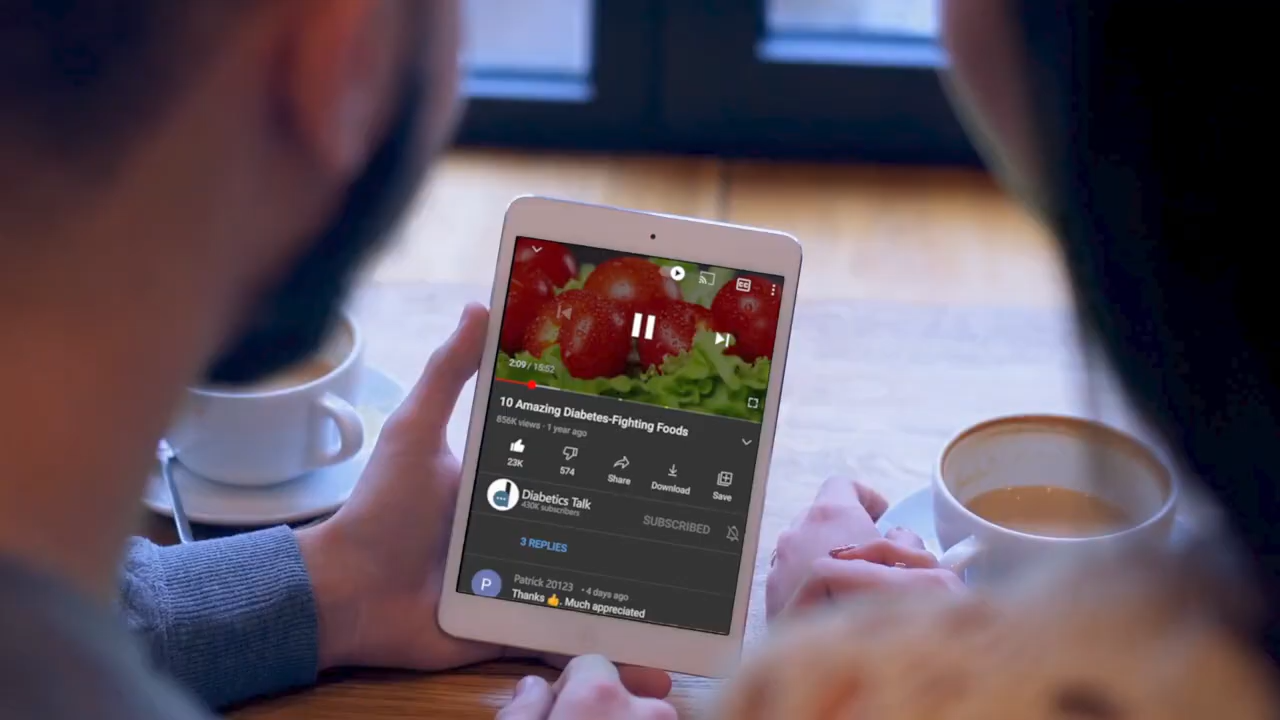 CC
2:09 / 15:52
10 Amazing Diabetes-Fighting Foods
856K views · 1 year ago
23K
574
Share
Download
Save
Diabetics Talk
430K subscribers
SUBSCRIBED
3 REPLIES
P
Patrick 20123 • 4 days ago
Thanks 👍. Much appreciated